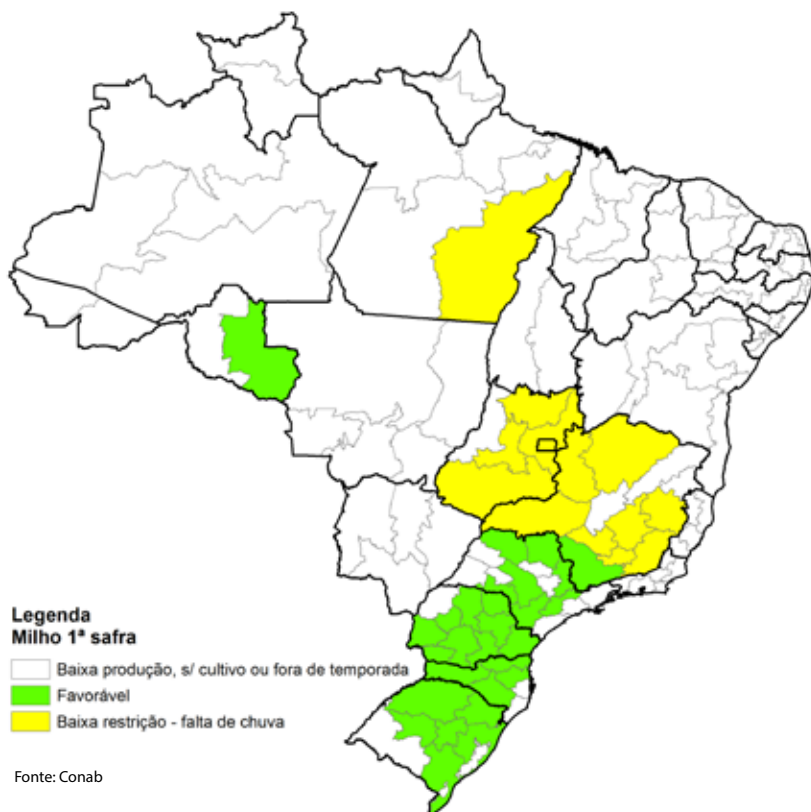 Legenda
Milho 1ª safra
Baixa produção, s/ cultivo ou fora de temporada
Favorável
Baixa restrição - falta de chuva
Fonte: Conab